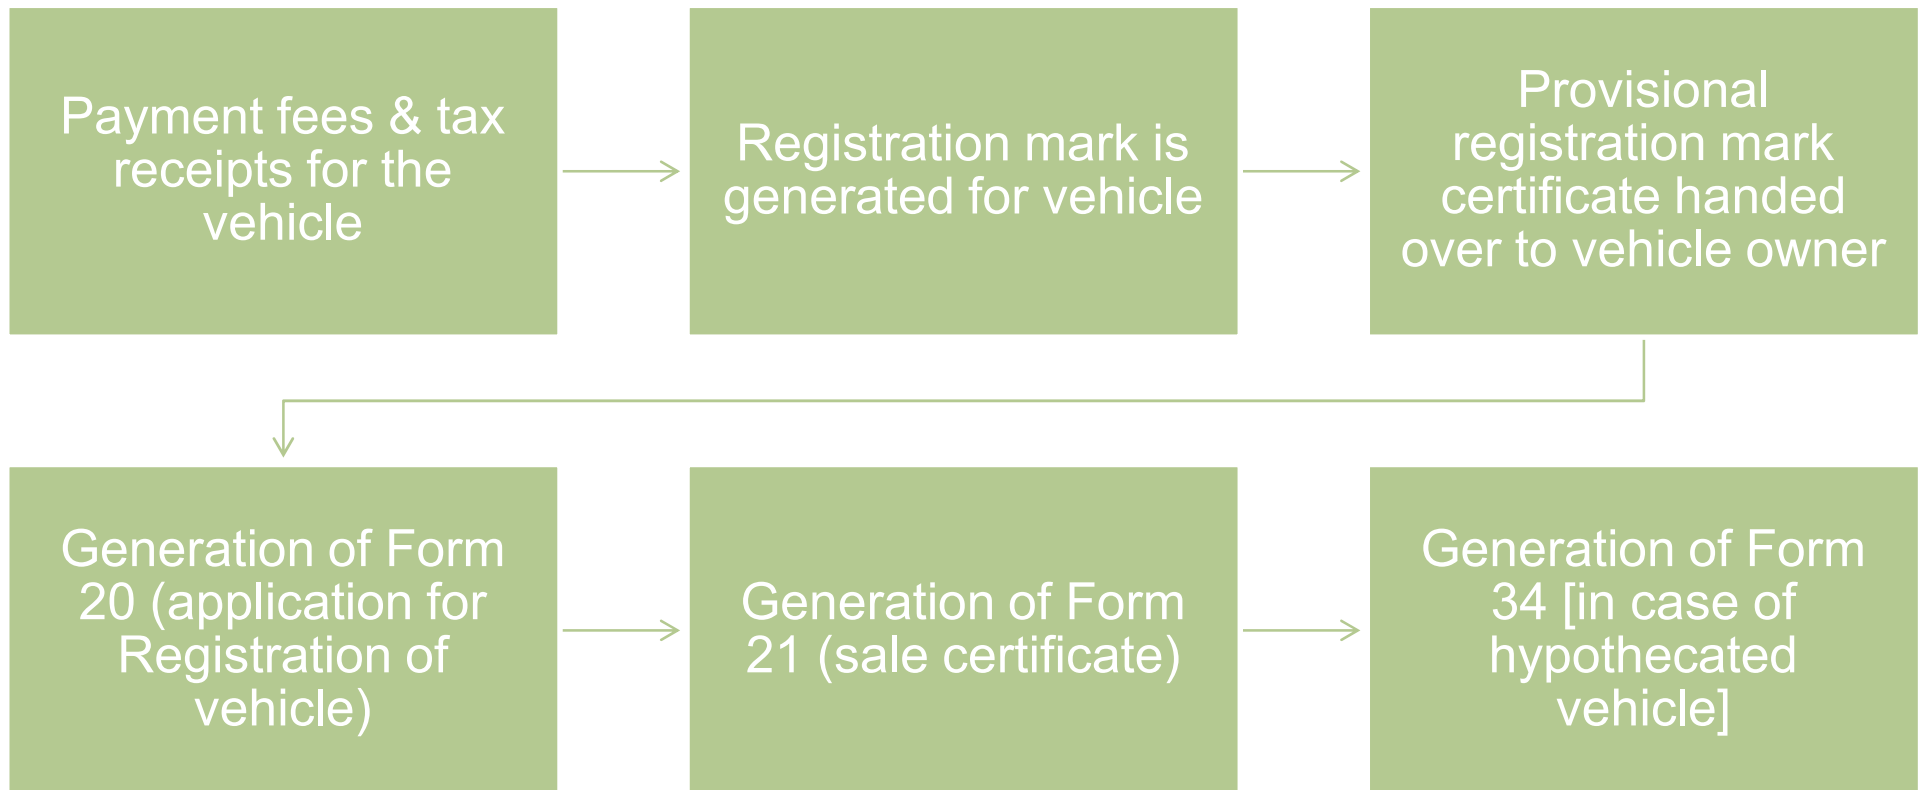 Payment fees & tax
receipts for the
vehicle
Registration mark is
generated for vehicle
Provisional
registration mark
certificate handed
over to vehicle owner
Generation of Form
20 (application for
Registration of
vehicle)
Generation of Form
21 (sale certificate)
Generation of Form
34 [in case of
hypothecated
vehicle]